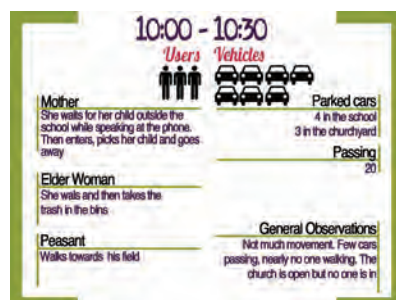 10:00 - 10:30
Users Vehicles
Mother
She waits for her child outside the
school while speaking at the phone.
Then enters, picks her child and goes
away
Elder Woman
She wals and then takes the
trash in the bins
Peasant
Walks towards his field
Parked cars
4 in the school
3 in the churchyard
Passing
20
General Observations
Not much movement. Few cars
passing, nearly no one walking. The
church is open but no one is in